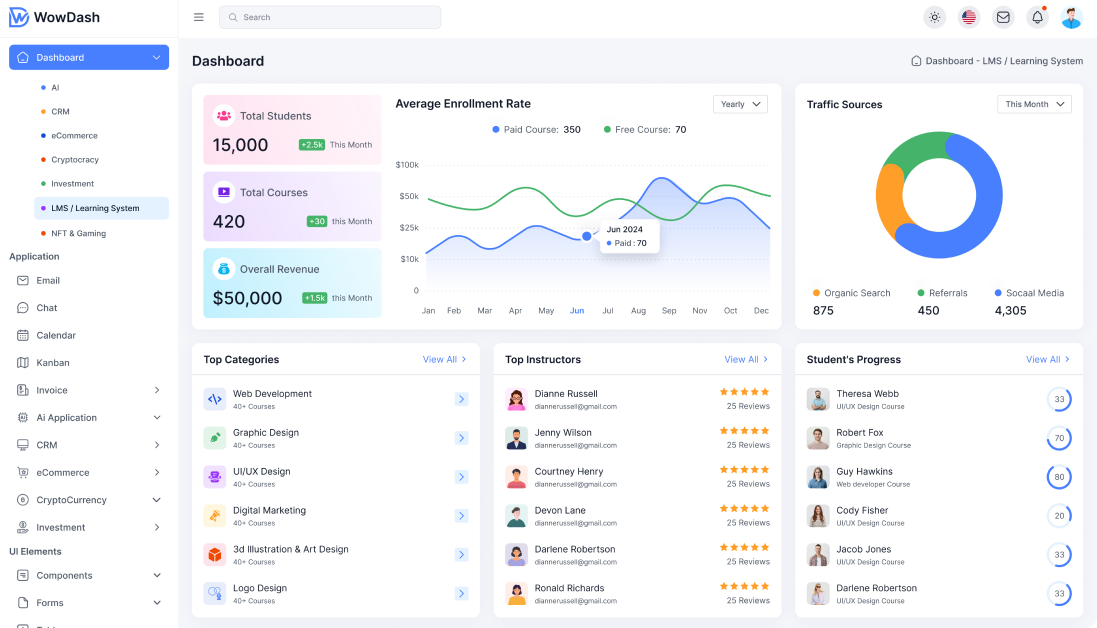 WowDash
Search
Dashboard
AI
CRM
eCommerce
Cryptocracy
Investment
LMS / Learning System
NFT & Gaming
Application
Email
Chat
Calendar
Kanban
Invoice
Ai Application
CRM
eCommerce
CryptoCurrency
Investment
UI Elements
Components
Forms
Dashboard
Dashboard - LMS / Learning System
Total Students
15,000
+2.5k This Month
Total Courses
420
+30 this Month
Overall Revenue
$50,000
+1.5k this Month
Average Enrollment Rate
Yearly
Paid Course: 350 Free Course: 70
$100k
$50k
$25k
$10k
0
Jun 2024
Paid : 70
Jan Feb Mar Apr May Jun Jul Aug Sep Nov Oct Dec
Traffic Sources
This Month
Organic Search Referrals Socaal Media
875 450 4,305
Top Categories View All
Web Development
40+ Courses
Graphic Design
40+ Courses
UI/UX Design
40+ Courses
Digital Marketing
40+ Courses
3d Illustration & Art Design
40+ Courses
Logo Design
40+ Courses
Top Instructors View All
Dianne Russell
diannerussell@gmail.com 25 Reviews
Jenny Wilson
diannerussell@gmail.com 25 Reviews
Courtney Henry
diannerussell@gmail.com 25 Reviews
Devon Lane
diannerussell@gmail.com 25 Reviews
Darlene Robertson
diannerussell@gmail.com 25 Reviews
Ronald Richards
diannerussell@gmail.com 25 Reviews
Student's Progress View All
Theresa Webb
UI/UX Design Course
33
Robert Fox
Graphic Design Course
70
Guy Hawkins
Web developer Course
80
Cody Fisher
UI/UX Design Course
20
Jacob Jones
UI/UX Design Course
33
Darlene Robertson
UI/UX Design Course
33